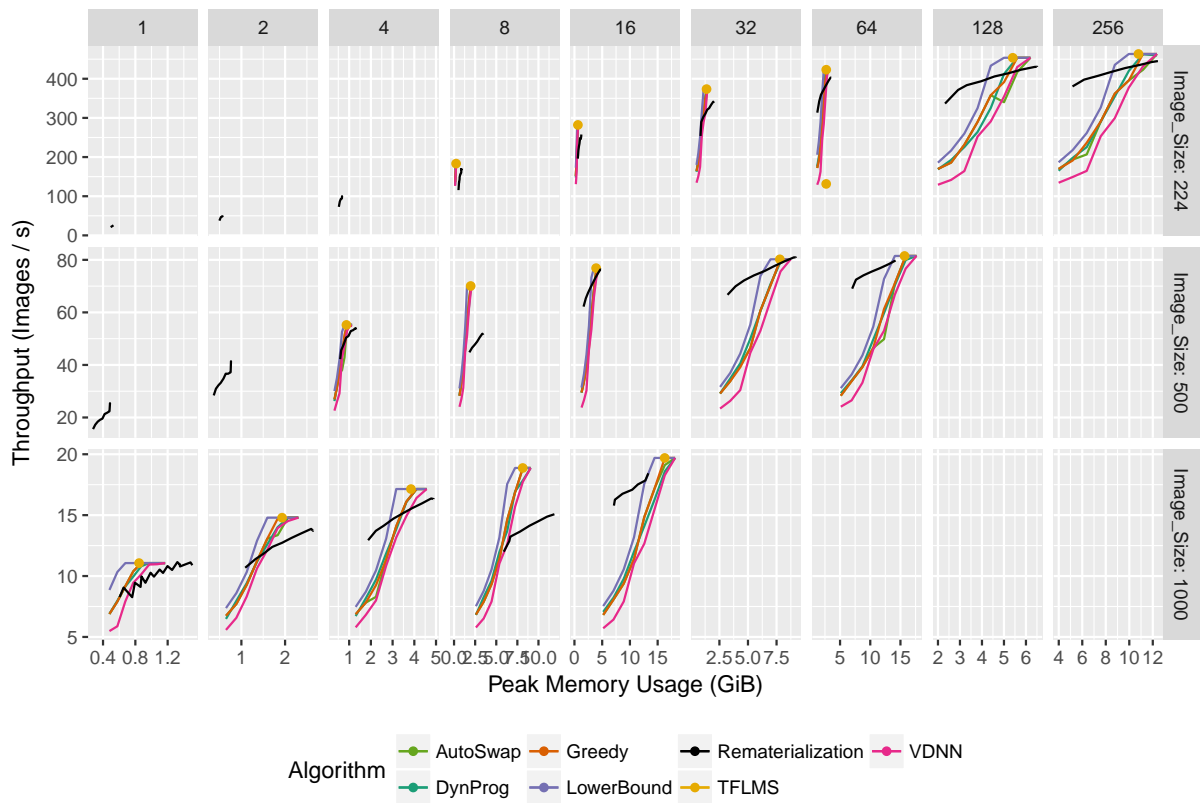 1 2 4 8 16 32 64 128 256
400
300
200
100
0
Image_Size: 224
80
60
40
20
Image_Size: 500
20
15
10
5
Image_Size: 1000
Throughput (Images / s)
0.4 0.8 1.2 1 2 1 2 3 4 5 0.0 2.5 5.0 7.5 10.0 0 5 10 15 2.5 5.0 7.5 5 10 15 2 3 4 5 6 4 6 8 10 12
Peak Memory Usage (GiB)
Algorithm
AutoSwap Greedy Rematerialization VDNN
DynProg LowerBound TFLMS